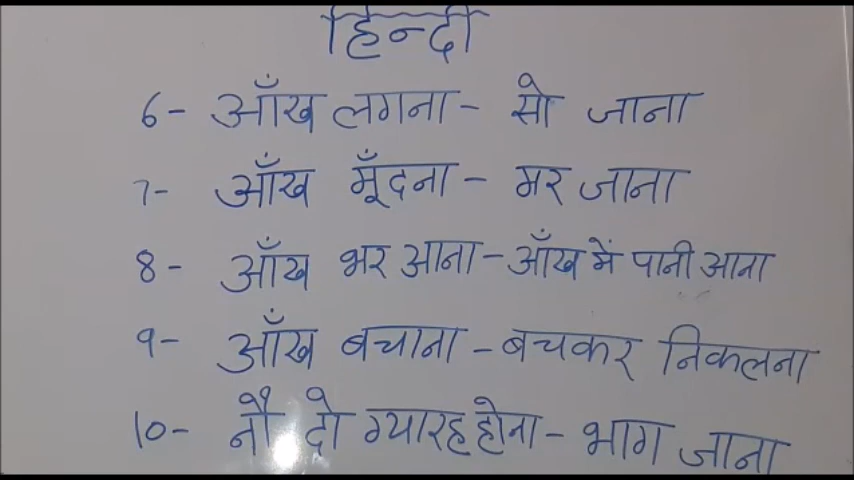 हिन्दी
6- आँख लगना - सो जाना
7- आँख मूँदना - मर जाना
8- आँख भर आना - आँख में पानी आना
9- आँख बचाना - बचकर निकलना
10- नौ दो ग्यारह होना - भाग जाना